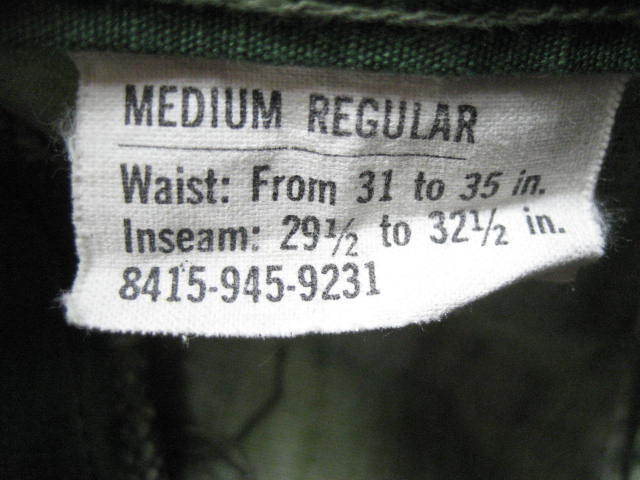 MEDIUM REGULAR
Waist: From 31 to 35 in.
Inseam: 29½ to 32½ in.
8415-945-9231